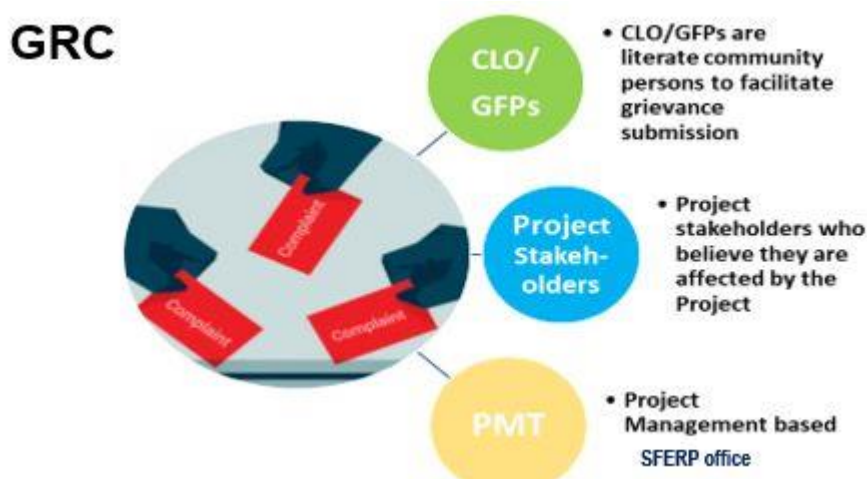 GRC
CLO/
GFPs
• CLO/GFPs are
literate community
persons to facilitate
grievance
submission
Complaint
Complaint
Complaint
Project
Stakeh-
olders
• Project
stakeholders who
believe they are
affected by the
Project
PMT
• Project
Management based
SFERP office